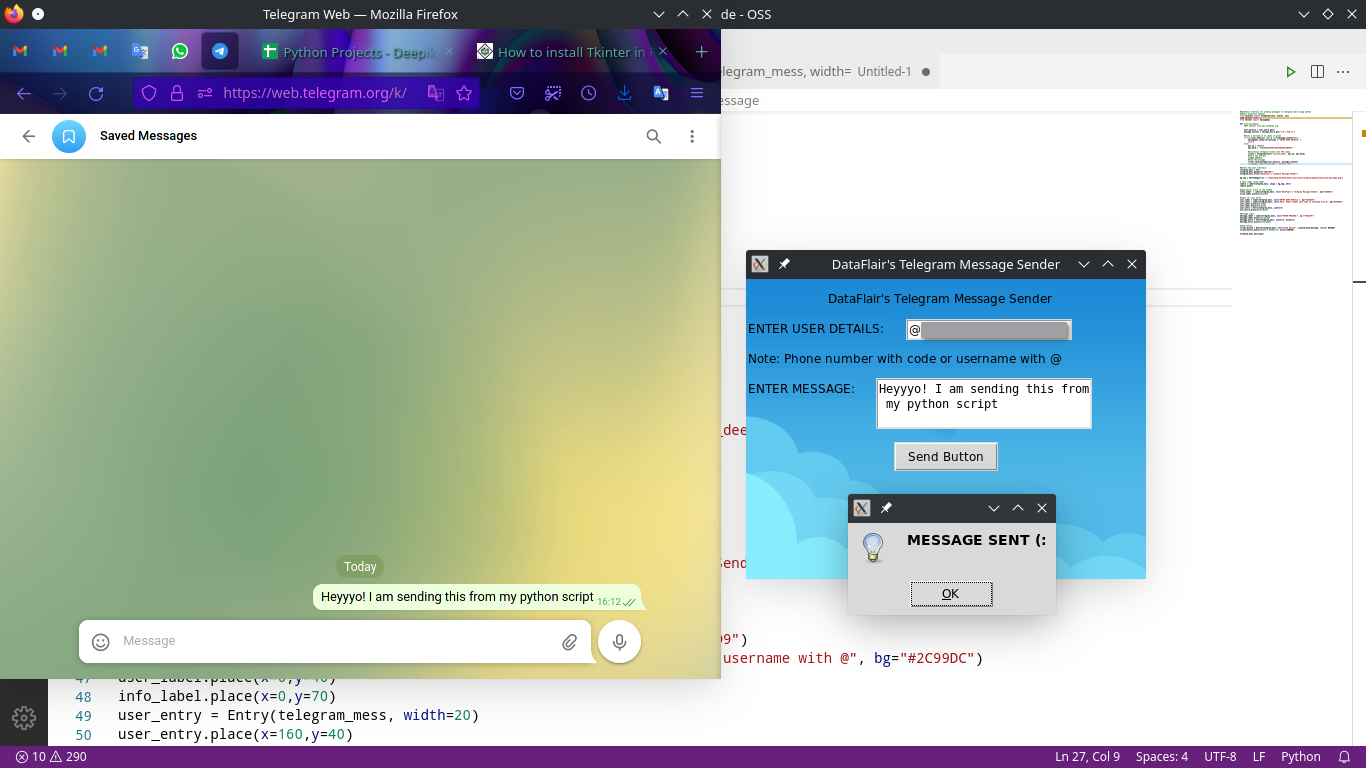 Telegram Web — Mozilla Firefox
de - OSS
Python Projects - Deepik
How to install Tkinter in
elegram_mess, width= Untitled-1
https://web.telegram.org/k/
essage
Saved Messages
DataFlair's Telegram Message Sender
DataFlair's Telegram Message Sender
ENTER USER DETAILS: @
Note: Phone number with code or username with @
ENTER MESSAGE: Heyyyo! I am sending this from
my python script
_dee
Send Button
MESSAGE SENT (:
OK
Send
Today
Heyyyo! I am sending this from my python script 16:12
Message
99")
username with @", bg="#2C99DC")
47 user_label.place(x=0,y=40)
48 info_label.place(x=0,y=70)
49 user_entry = Entry(telegram_mess, width=20)
50 user_entry.place(x=160,y=40)
10 290 Ln 27, Col 9 Spaces: 4 UTF-8 LF Python